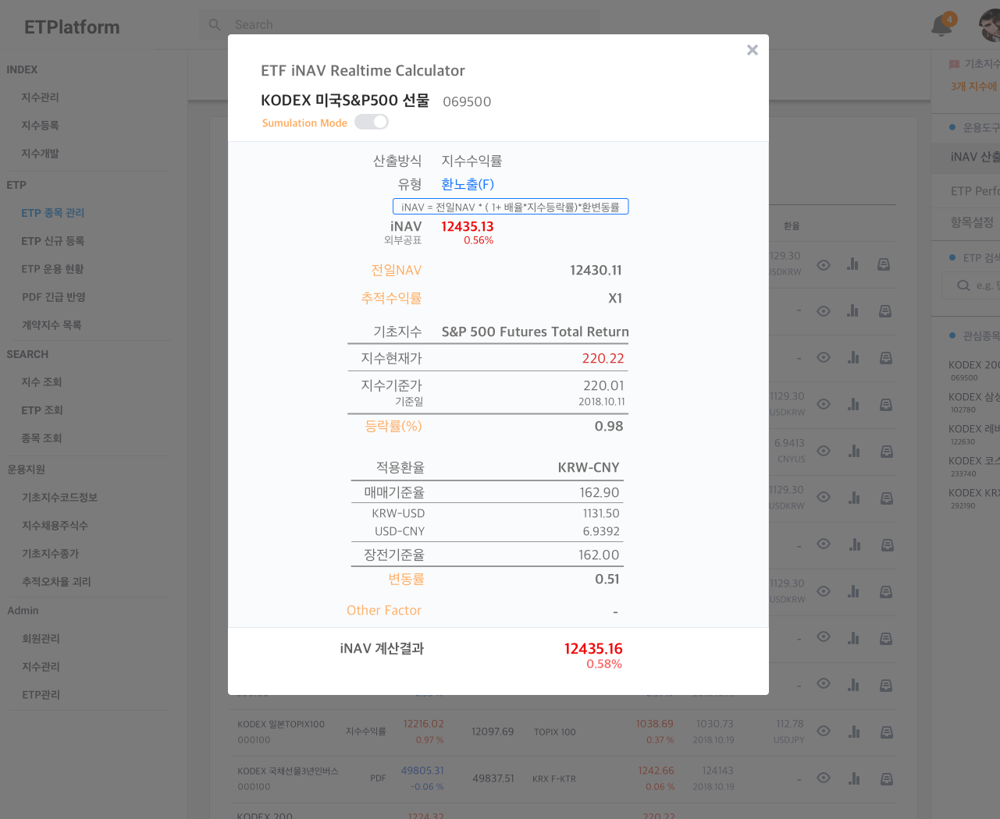 ETPlatform
Search
4
INDEX
지수관리
지수등록
지수개발
ETP
ETP 종목 관리
ETP 신규 등록
ETP 운용 현황
PDF 긴급 반영
계약지수 목록
SEARCH
지수 조회
ETP 조회
종목 조회
운용지원
기초지수코드정보
지수채용주식수
기초지수종가
추적오차율 괴리
Admin
회원관리
지수관리
ETP관리
ETF iNAV Realtime Calculator
KODEX 미국S&P500 선물 069500
Sumulation Mode
산출방식 지수수익률
유형 환노출(F)
iNAV = 전일NAV * ( 1+ 배율*지수등락률)*환변동률
iNAV 12435.13
외부공표 0.56%
전일NAV 12430.11
추적수익률 X1
기초지수 S&P 500 Futures Total Return
지수현재가 220.22
지수기준가 220.01
기준일 2018.10.11
등락률(%) 0.98
적용환율 KRW-CNY
매매기준율 162.90
KRW-USD 1131.50
USD-CNY 6.9392
장전기준율 162.00
변동률 0.51
Other Factor -
iNAV 계산결과 12435.16
0.58%
환율
129.30
USDKRW
-
-
1129.30
USDKRW
6.9413
CNYUS
1129.30
USDKRW
-
1129.30
USDKRW
-
-
KODEX 일본TOPIX100 지수수익률 12216.02 12097.69 TOPIX 100 1038.69 1030.73 112.78
000100 0.97 % 0.37 % 2018.10.19 USDJPY
KODEX 국채선물3년인버스 PDF 49805.31 49837.51 KRX F-KTR 1242.66 124143 -
000100 -0.06 % 0.06 % 2018.10.19
KODEX 200 1224.32 220.22
기초지수
3개 지수에
운용도구
iNAV 산출
ETP Perf
항목설정
ETP 검색
e.g.
관심종목
KODEX 200
069500
KODEX 삼성
102780
KODEX 레버
122630
KODEX 코스
233740
KODEX KRX
292190